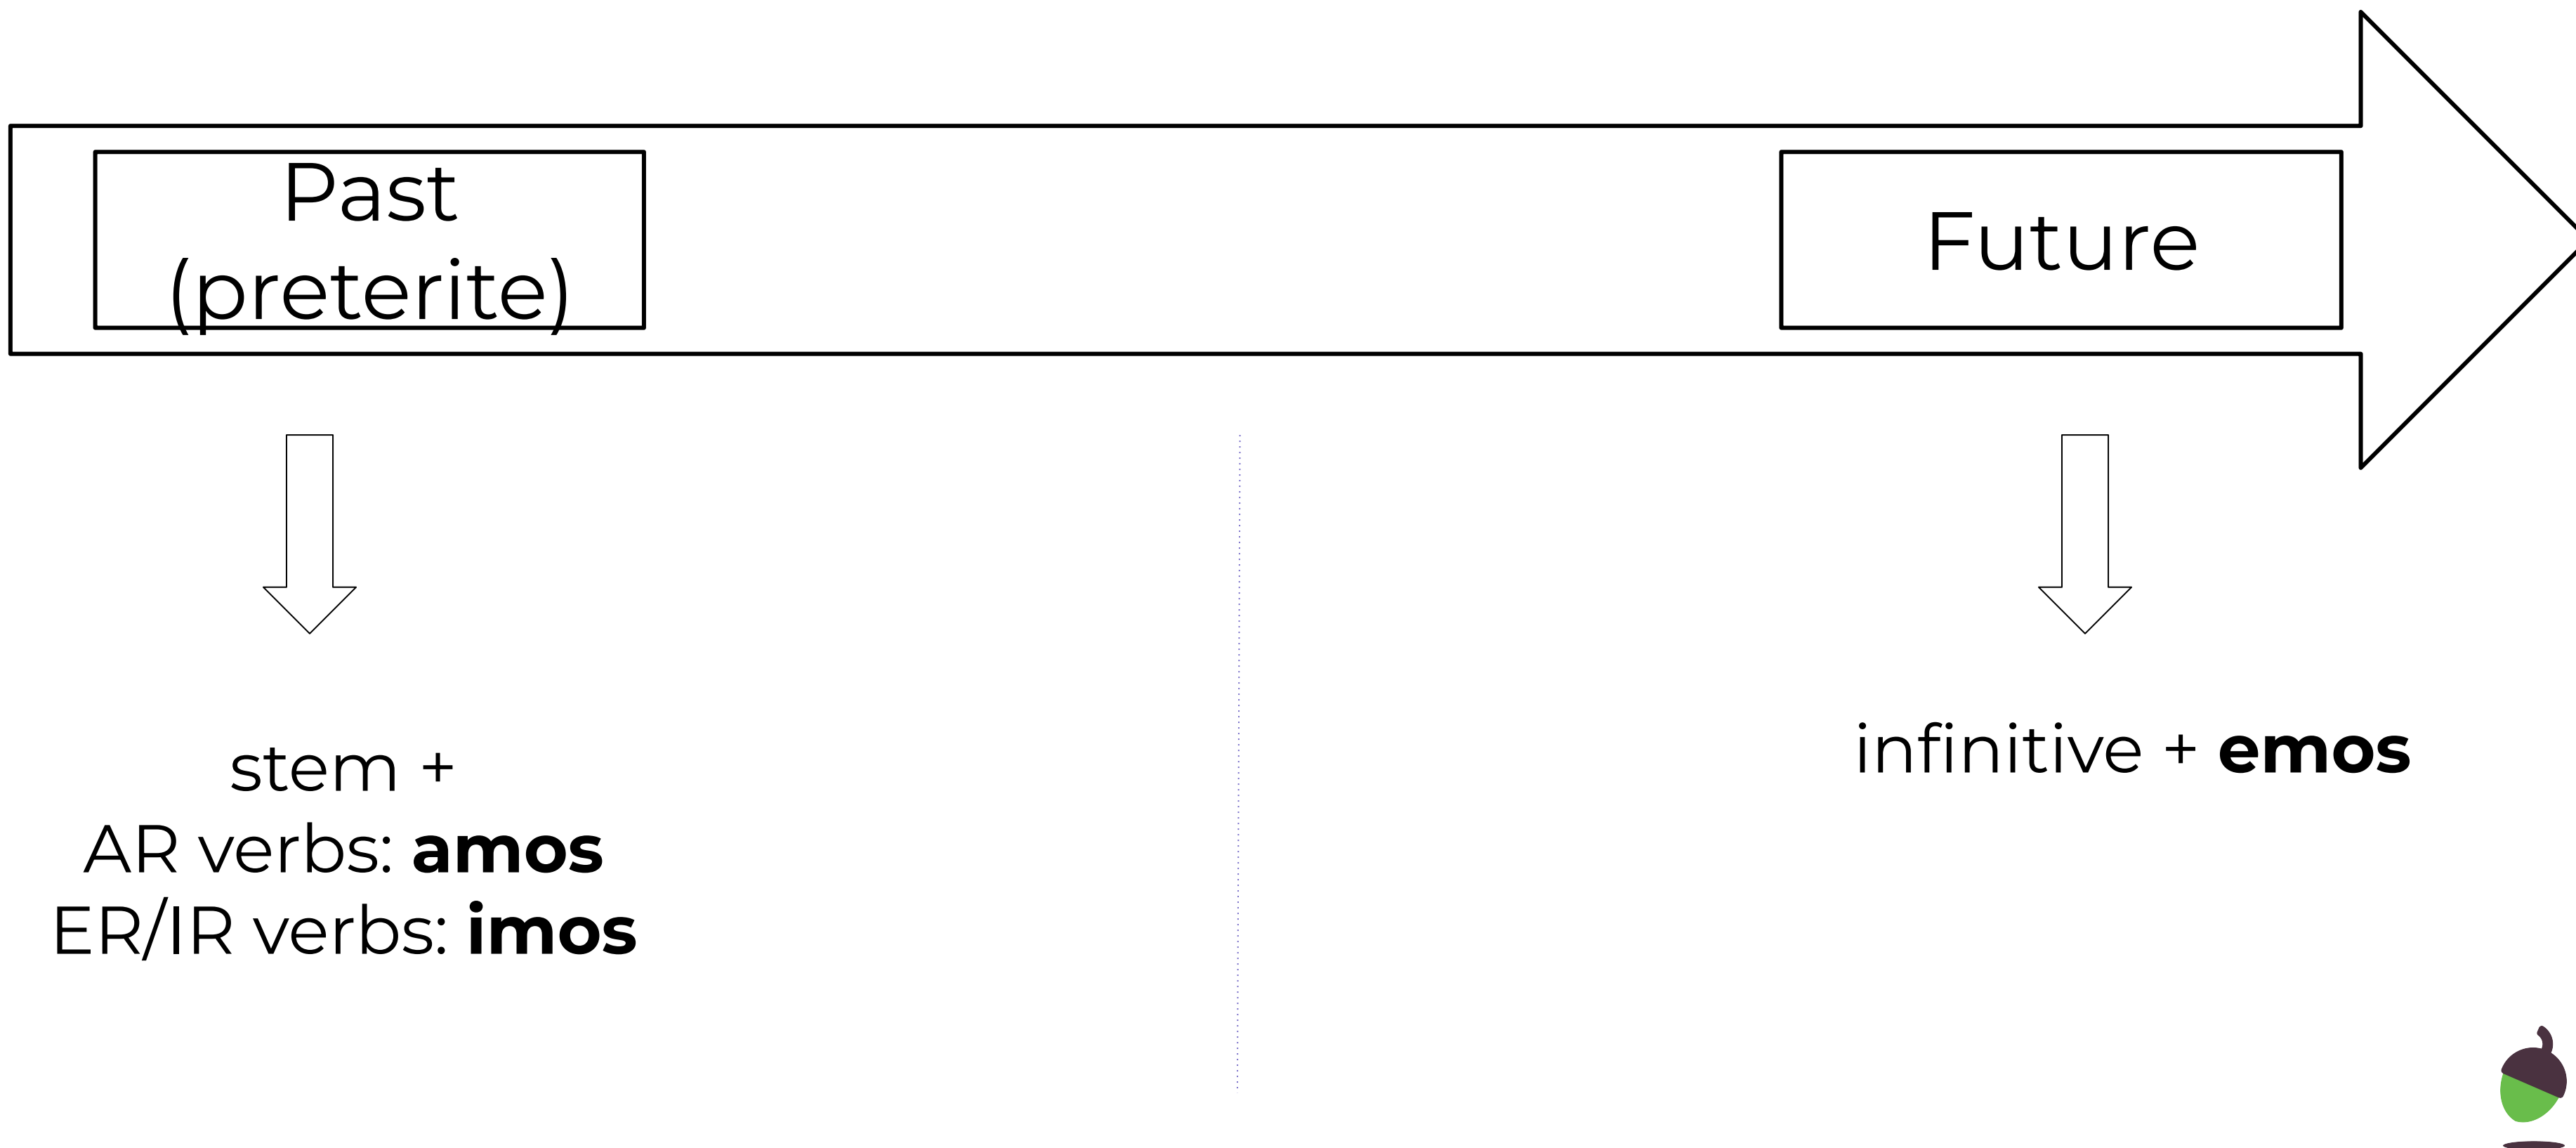 Past
(preterite)
Future
stem +
AR verbs: amos
ER/IR verbs: imos
infinitive + emos